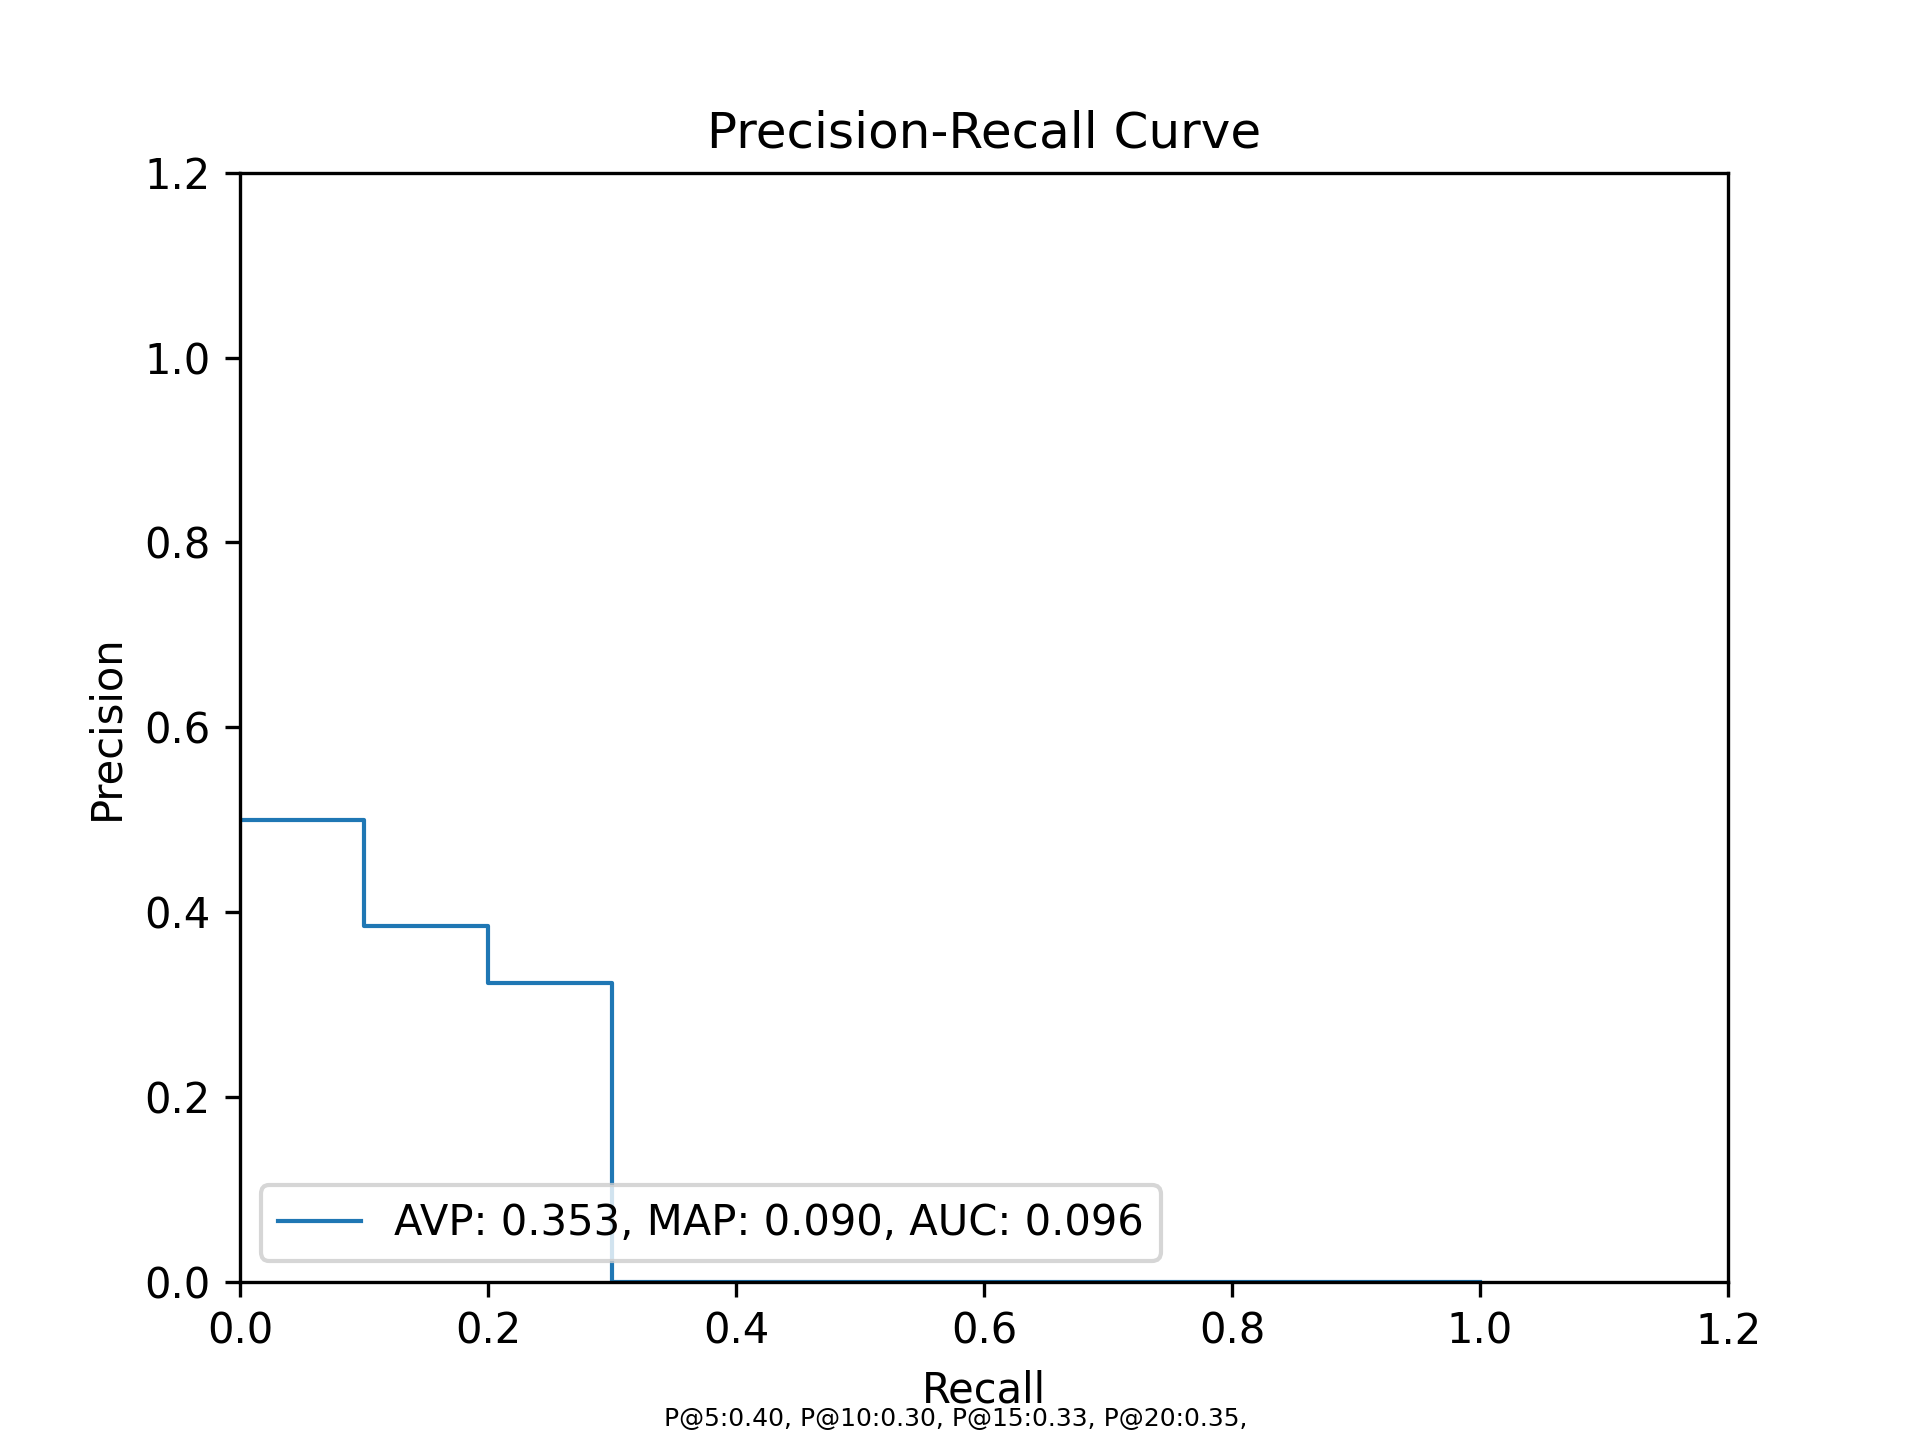 Precision-Recall Curve
1.2
1.0
0.8
0.6
0.4
0.2
0.0
Precision
AVP: 0.353, MAP: 0.090, AUC: 0.096
0.0 0.2 0.4 0.6 0.8 1.0 1.2
Recall
P@5:0.40, P@10:0.30, P@15:0.33, P@20:0.35,